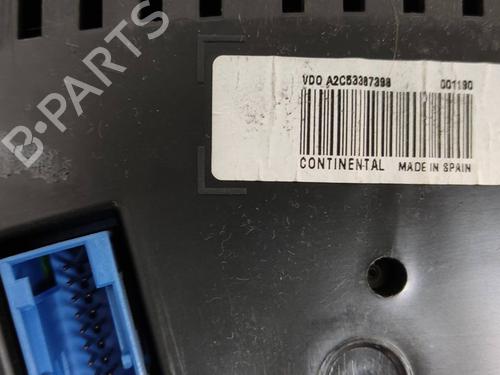 B-PARTS
VDO A2C53387398 001190
CONTINENTAL MADE IN SPAIN